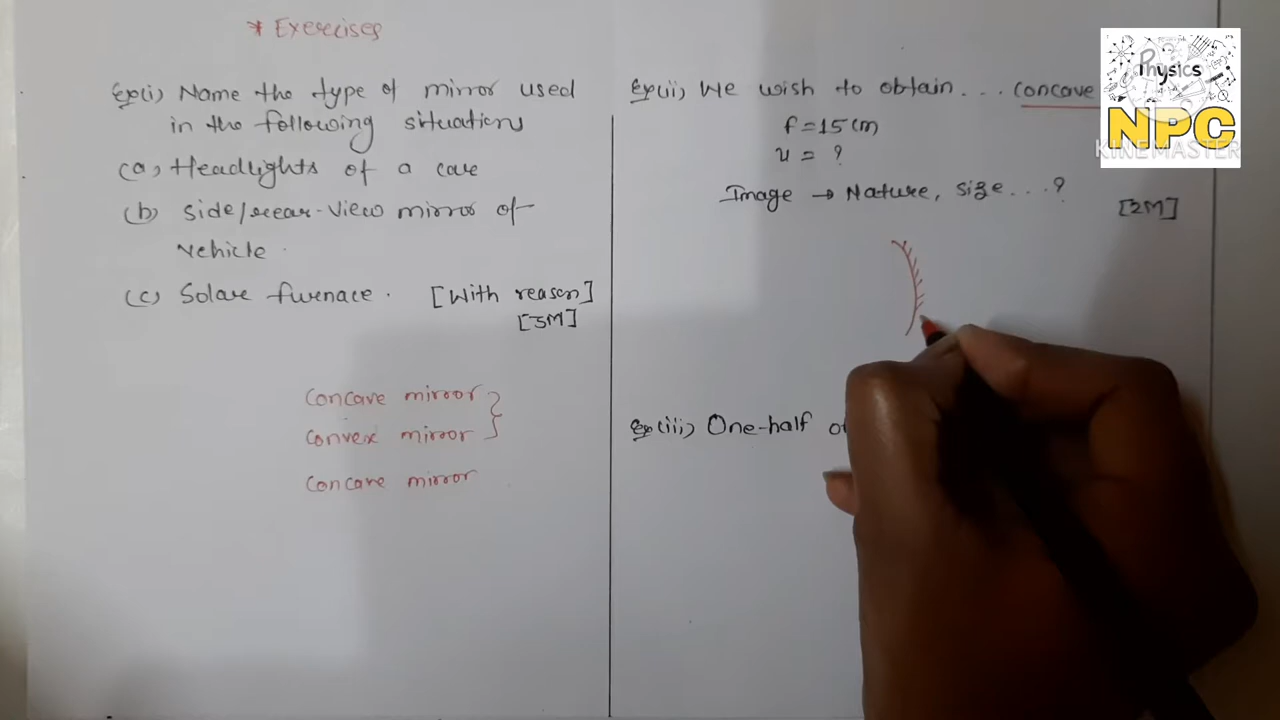 * Exercises
Ex(i) Name the type of mirror used
in the following situations
(a) Headlights of a car
(b) side/rear-view mirror of
vehicle.
(c) Solar furnace. [With reason]
[3M]
Concave mirror
Convex mirror
Concave mirror
Ex(ii) We wish to obtain... concave
f = 15 cm
u = ?
Image → Nature, size...?
[2M]
Ex(iii) One-half
Physics
NPC
KINEMASTER